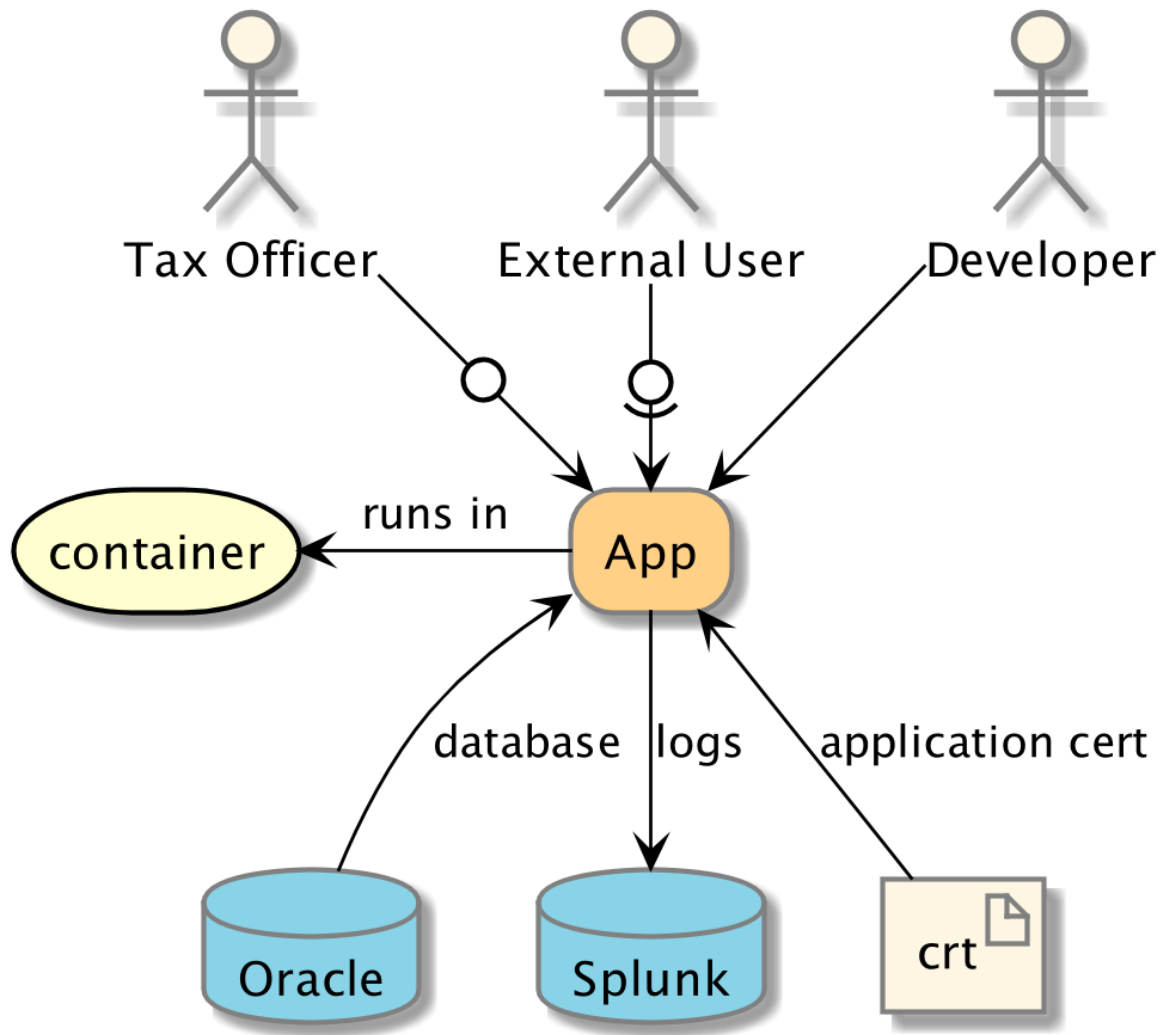 Tax Officer
External User
Developer
runs in
container
App
database
logs
application cert
Oracle
Splunk
crt